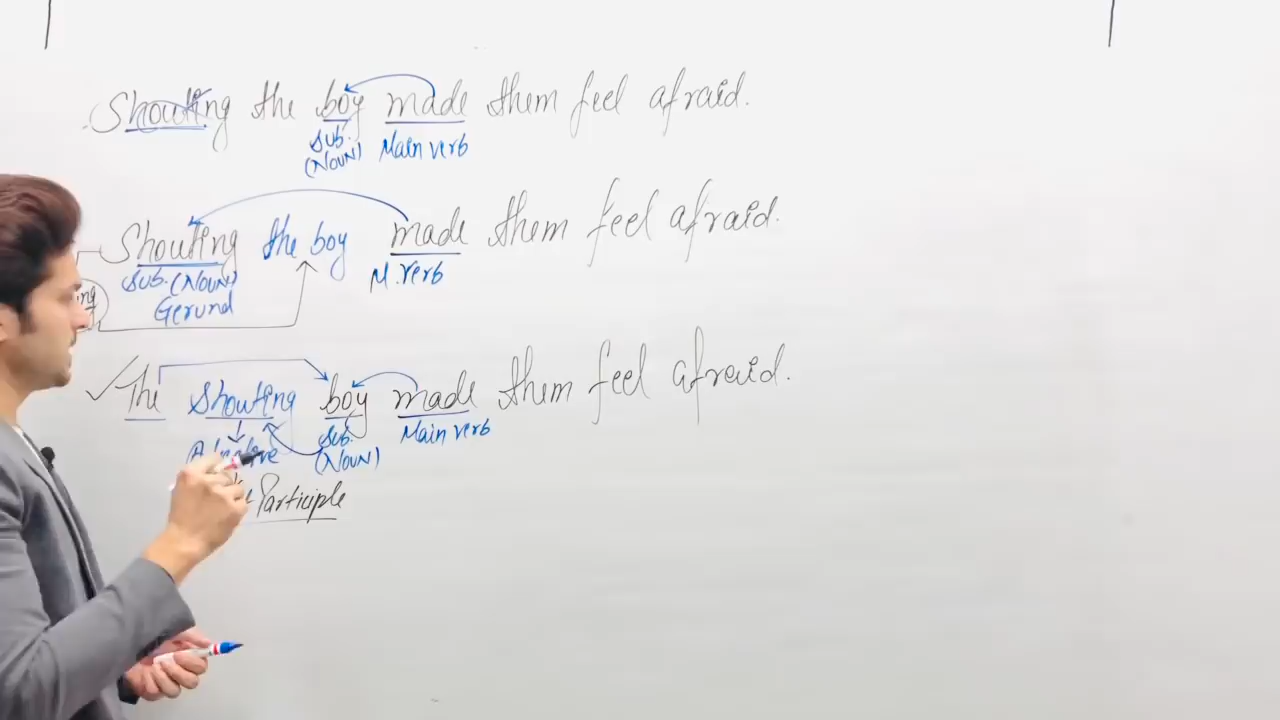 Shouting the boy made them feel afraid.
Sub. Main verb
(NOUN)
Shouting the boy made them feel afraid.
Sub. (NOUN) M. verb
Gerund
ing
The Shouting boy made them feel afraid.
Sub. Main verb
(NOUN)
Participle